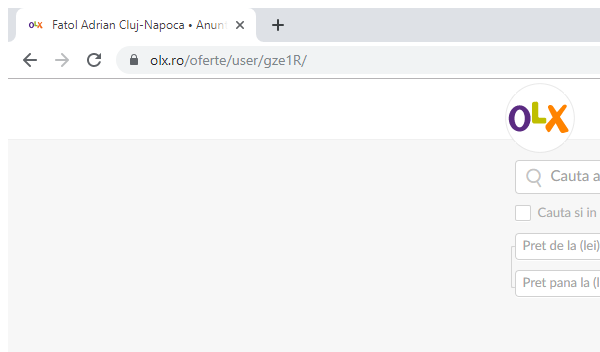 Fatol Adrian Cluj-Napoca • Anun
olx.ro/oferte/user/gze1R/
OLX
Cauta a
Cauta si in
Pret de la (lei)
Pret pana la (l